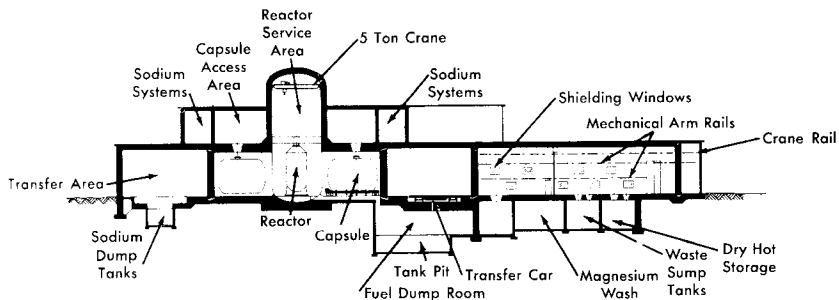 Reactor
Service
Area
5 Ton Crane
Capsule
Access
Area
Sodium
Systems
Sodium
Systems
Shielding Windows
Mechanical Arm Rails
Crane Rail
Transfer Area
Reactor
Capsule
Sodium
Dump
Tanks
Tank Pit
Fuel Dump Room
Transfer Car
Magnesium
Wash
Waste
Sump
Tanks
Dry Hot
Storage